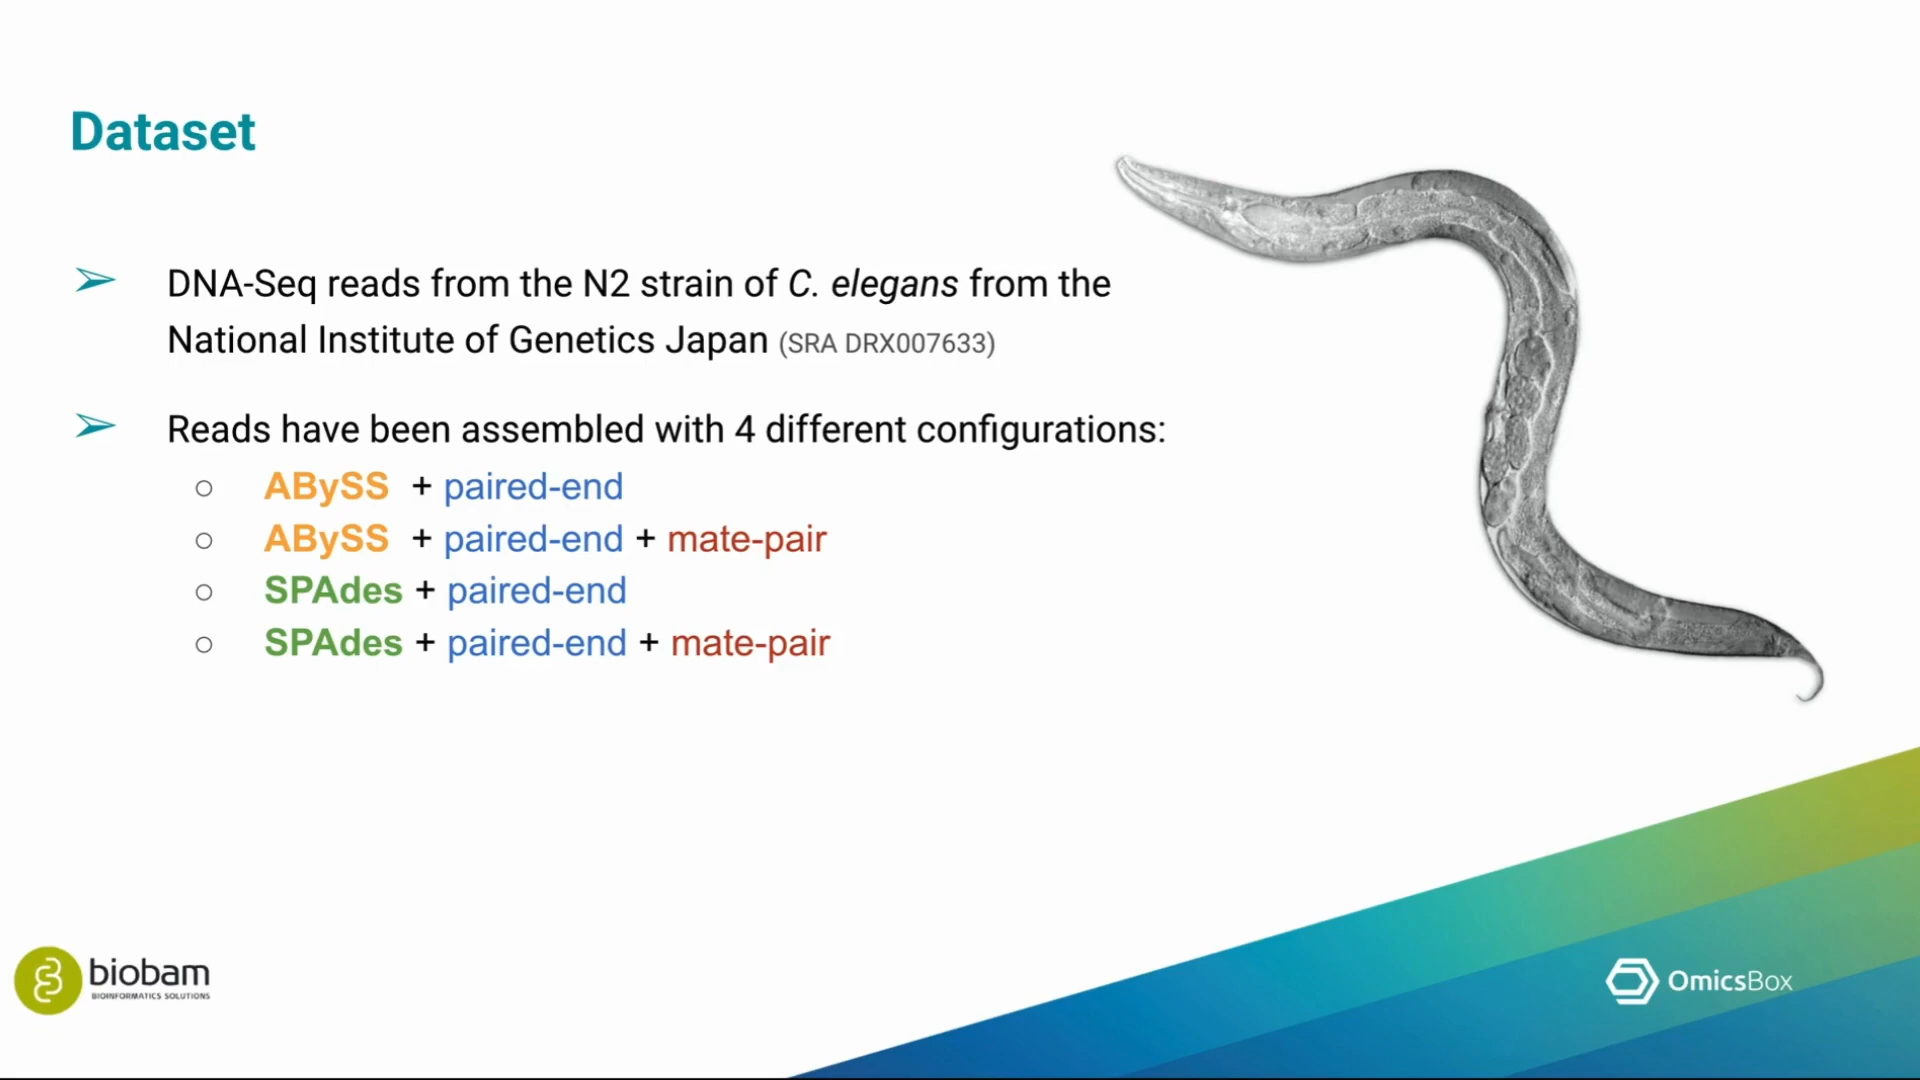 Dataset
➢ DNA-Seq reads from the N2 strain of C. elegans from the
National Institute of Genetics Japan (SRA DRX007633)
➢ Reads have been assembled with 4 different configurations:
○ ABySS + paired-end
○ ABySS + paired-end + mate-pair
○ SPAdes + paired-end
○ SPAdes + paired-end + mate-pair
biobam
BIOINFORMATICS SOLUTIONS
OmicsBox